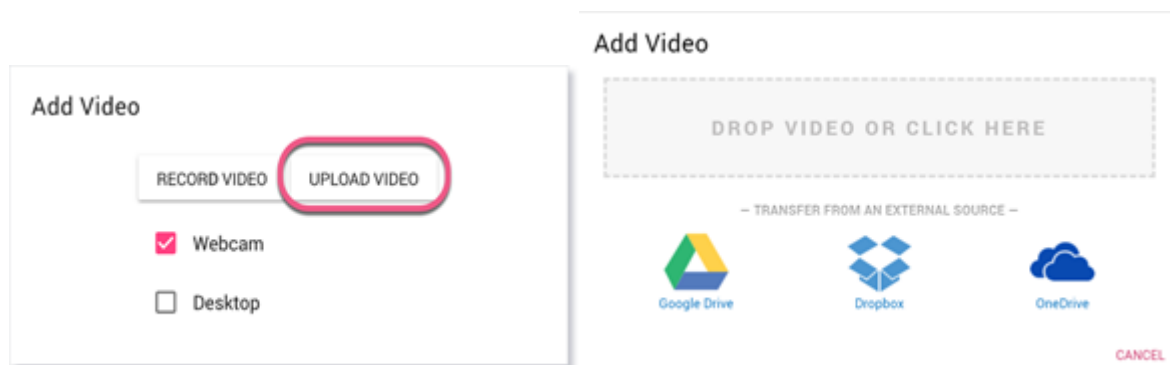 Add Video
RECORD VIDEO
UPLOAD VIDEO
Webcam
Desktop
Add Video
DROP VIDEO OR CLICK HERE
– TRANSFER FROM AN EXTERNAL SOURCE –
Google Drive
Dropbox
OneDrive
CANCEL